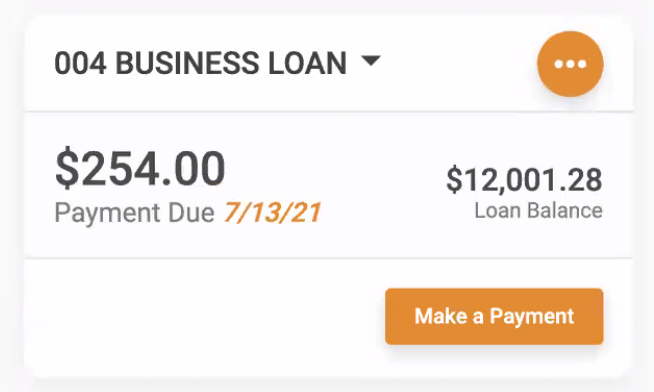 004 BUSINESS LOAN
$254.00
Payment Due 7/13/21
$12,001.28
Loan Balance
Make a Payment